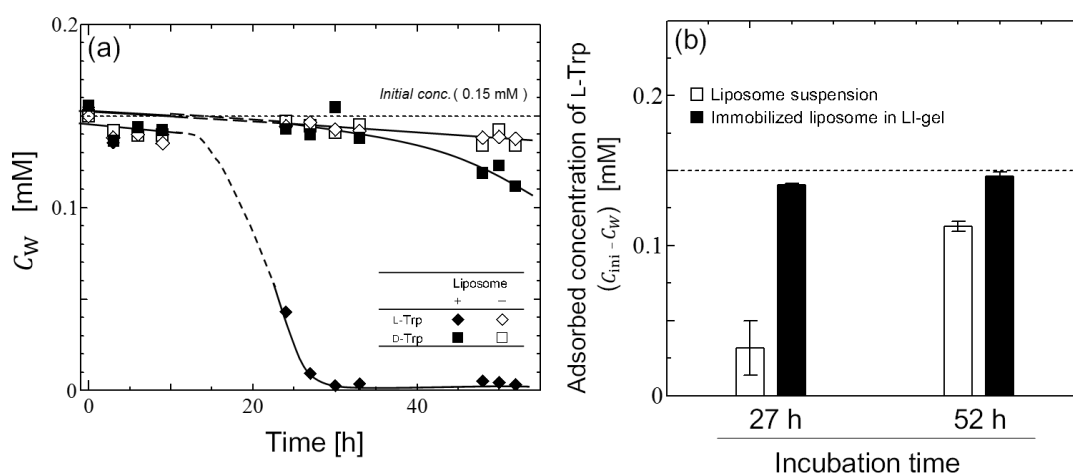 (a)
0.2
0.1
0
C_W [mM]
Initial conc. ( 0.15 mM )
Liposome
+ −
L-Trp
D-Trp
0 20 40
Time [h]
(b)
0.2
0.1
0
Adsorbed concentration of L-Trp
(C_ini - C_W) [mM]
Liposome suspension
Immobilized liposome in LI-gel
27 h 52 h
Incubation time